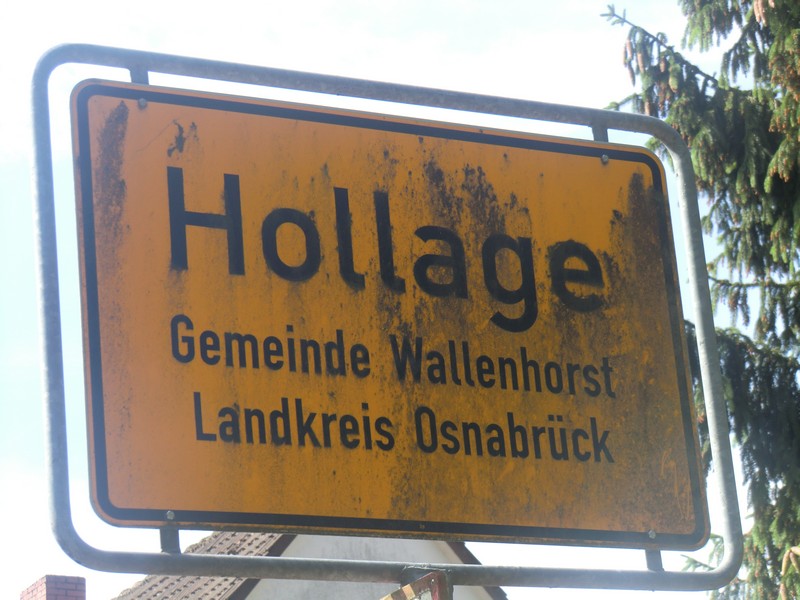 Hollage
Gemeinde Wallenhorst
Landkreis Osnabrück